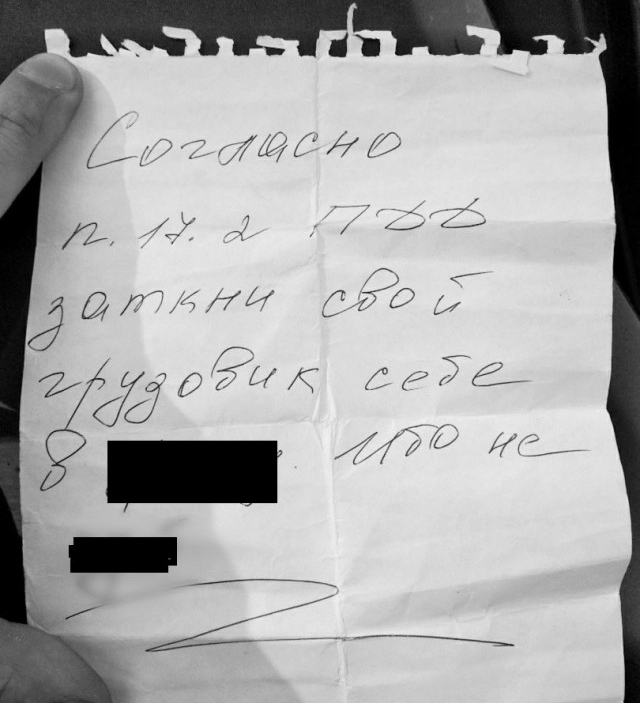 Согласно
п. 17.2 ПДД
заткни свой
грузовик себе
в . Ибо не